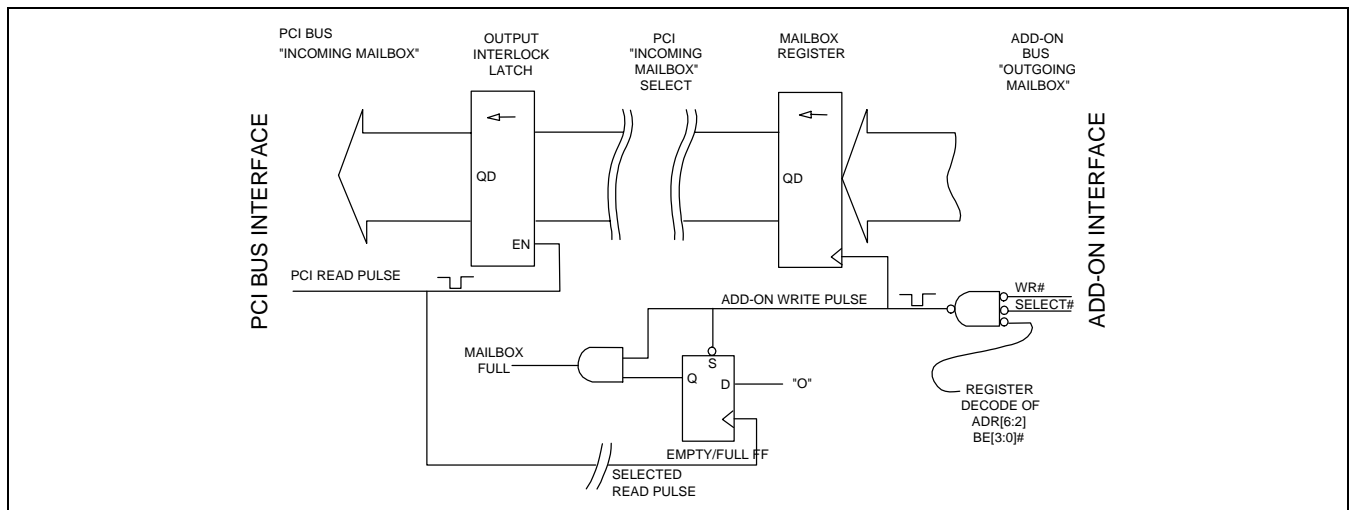 PCI BUS
"INCOMING MAILBOX"
OUTPUT
INTERLOCK
LATCH
PCI
"INCOMING
MAILBOX"
SELECT
MAILBOX
REGISTER
ADD-ON
BUS
"OUTGOING
MAILBOX"
PCI BUS INTERFACE
QD
EN
QD
ADD-ON INTERFACE
PCI READ PULSE
ADD-ON WRITE PULSE
WR#
SELECT#
MAILBOX
FULL
S
Q
D
"O"
EMPTY/FULL FF
REGISTER
DECODE OF
ADR[6:2]
BE[3:0]#
SELECTED
READ PULSE